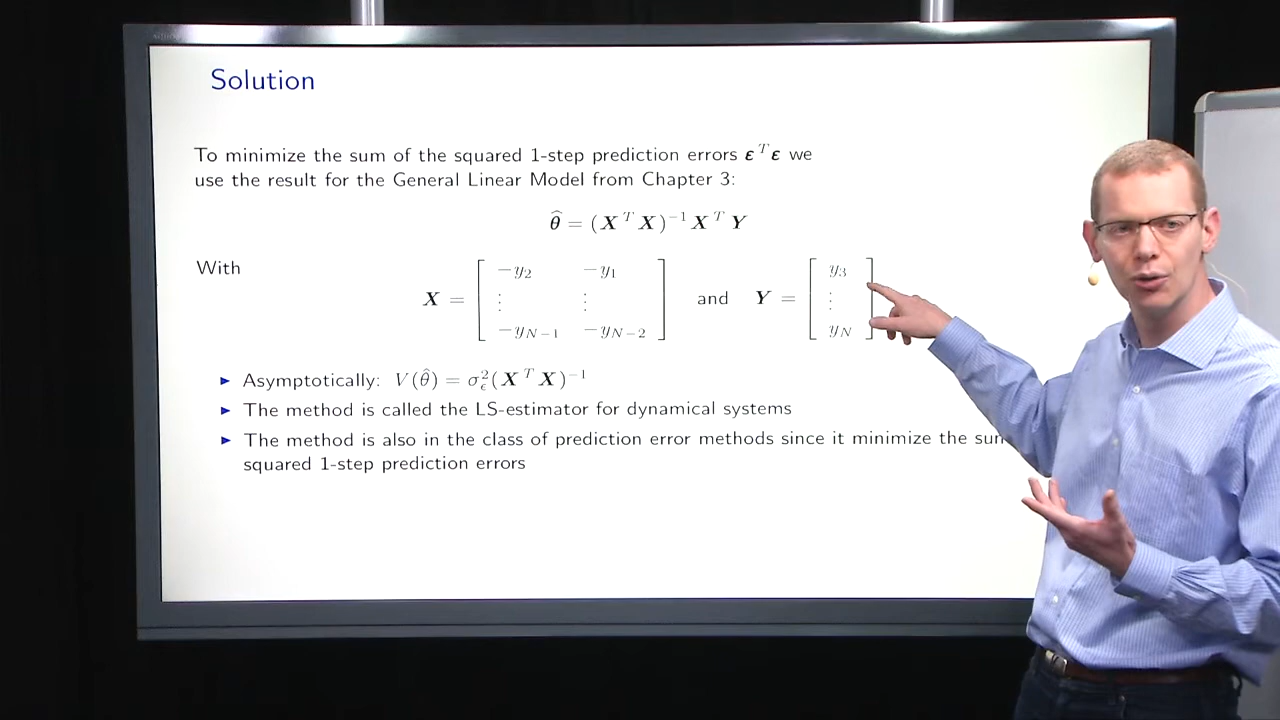 Solution
To minimize the sum of the squared 1-step prediction errors ε^T ε we
use the result for the General Linear Model from Chapter 3:
θ̂ = (X^T X)^−1 X^T Y
With
X = [ −y_2 −y_1 ⋮ ⋮ −y_{N−1} −y_{N−2} ] and Y = [ y_3 ⋮ y_N ]
► Asymptotically: V(θ̂) = σ_ϵ^2 (X^T X)^−1
► The method is called the LS-estimator for dynamical systems
► The method is also in the class of prediction error methods since it minimize the
squared 1-step prediction errors